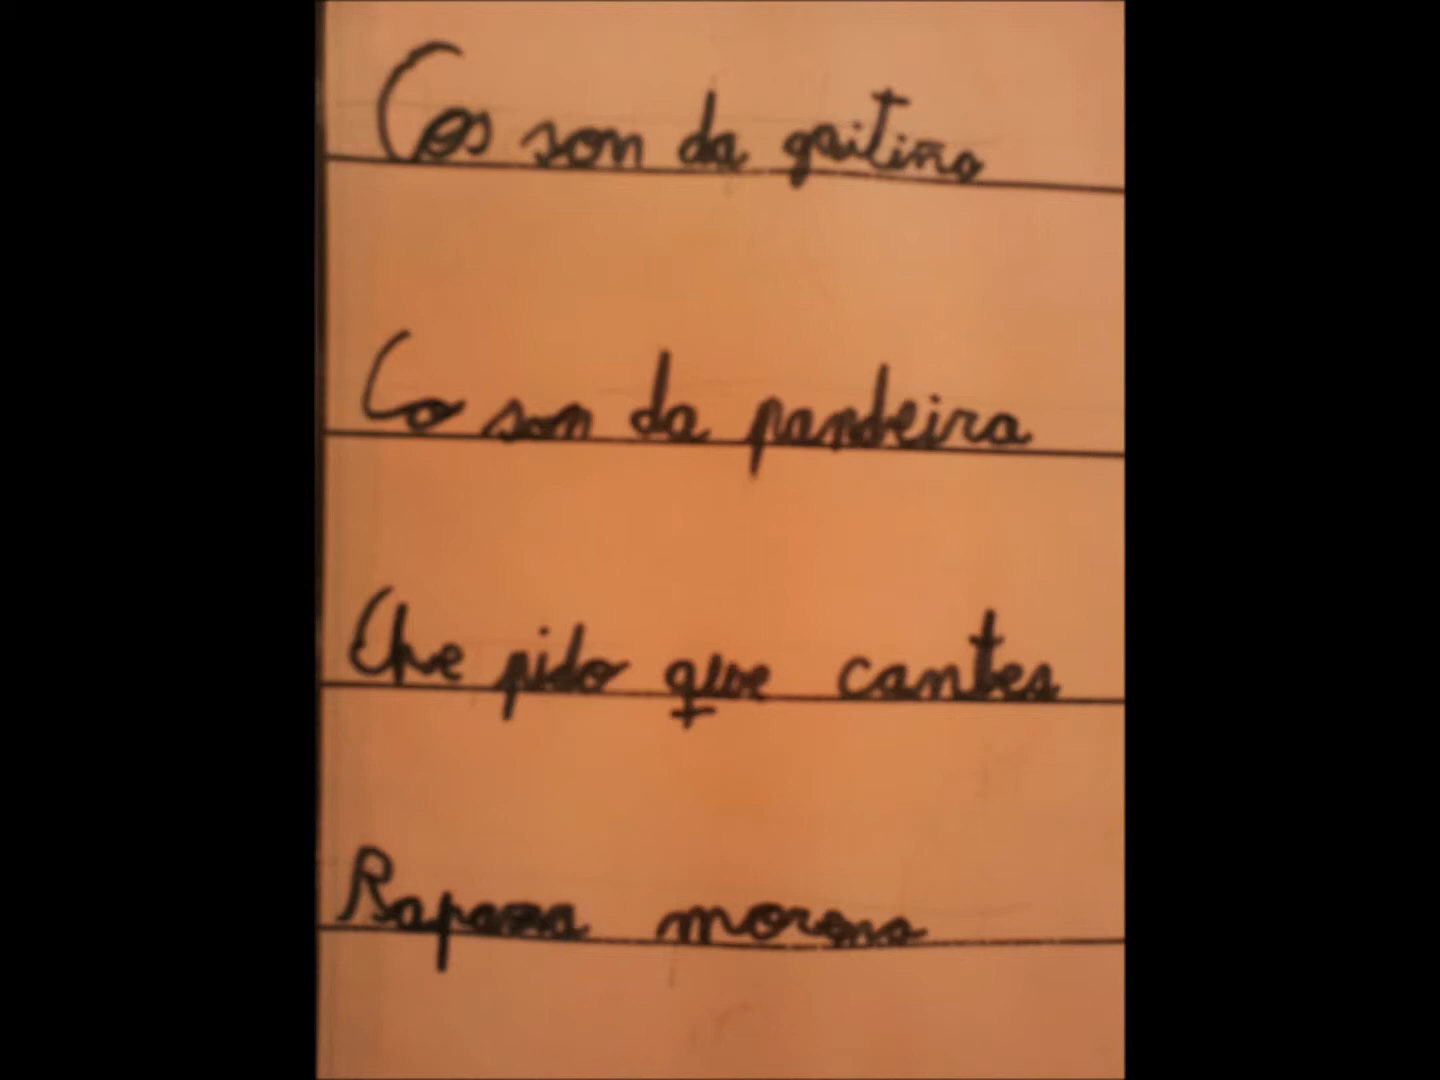 Cos son da gaitiña
Co son da pandeira
Che pido que cantes
Rapaza morena